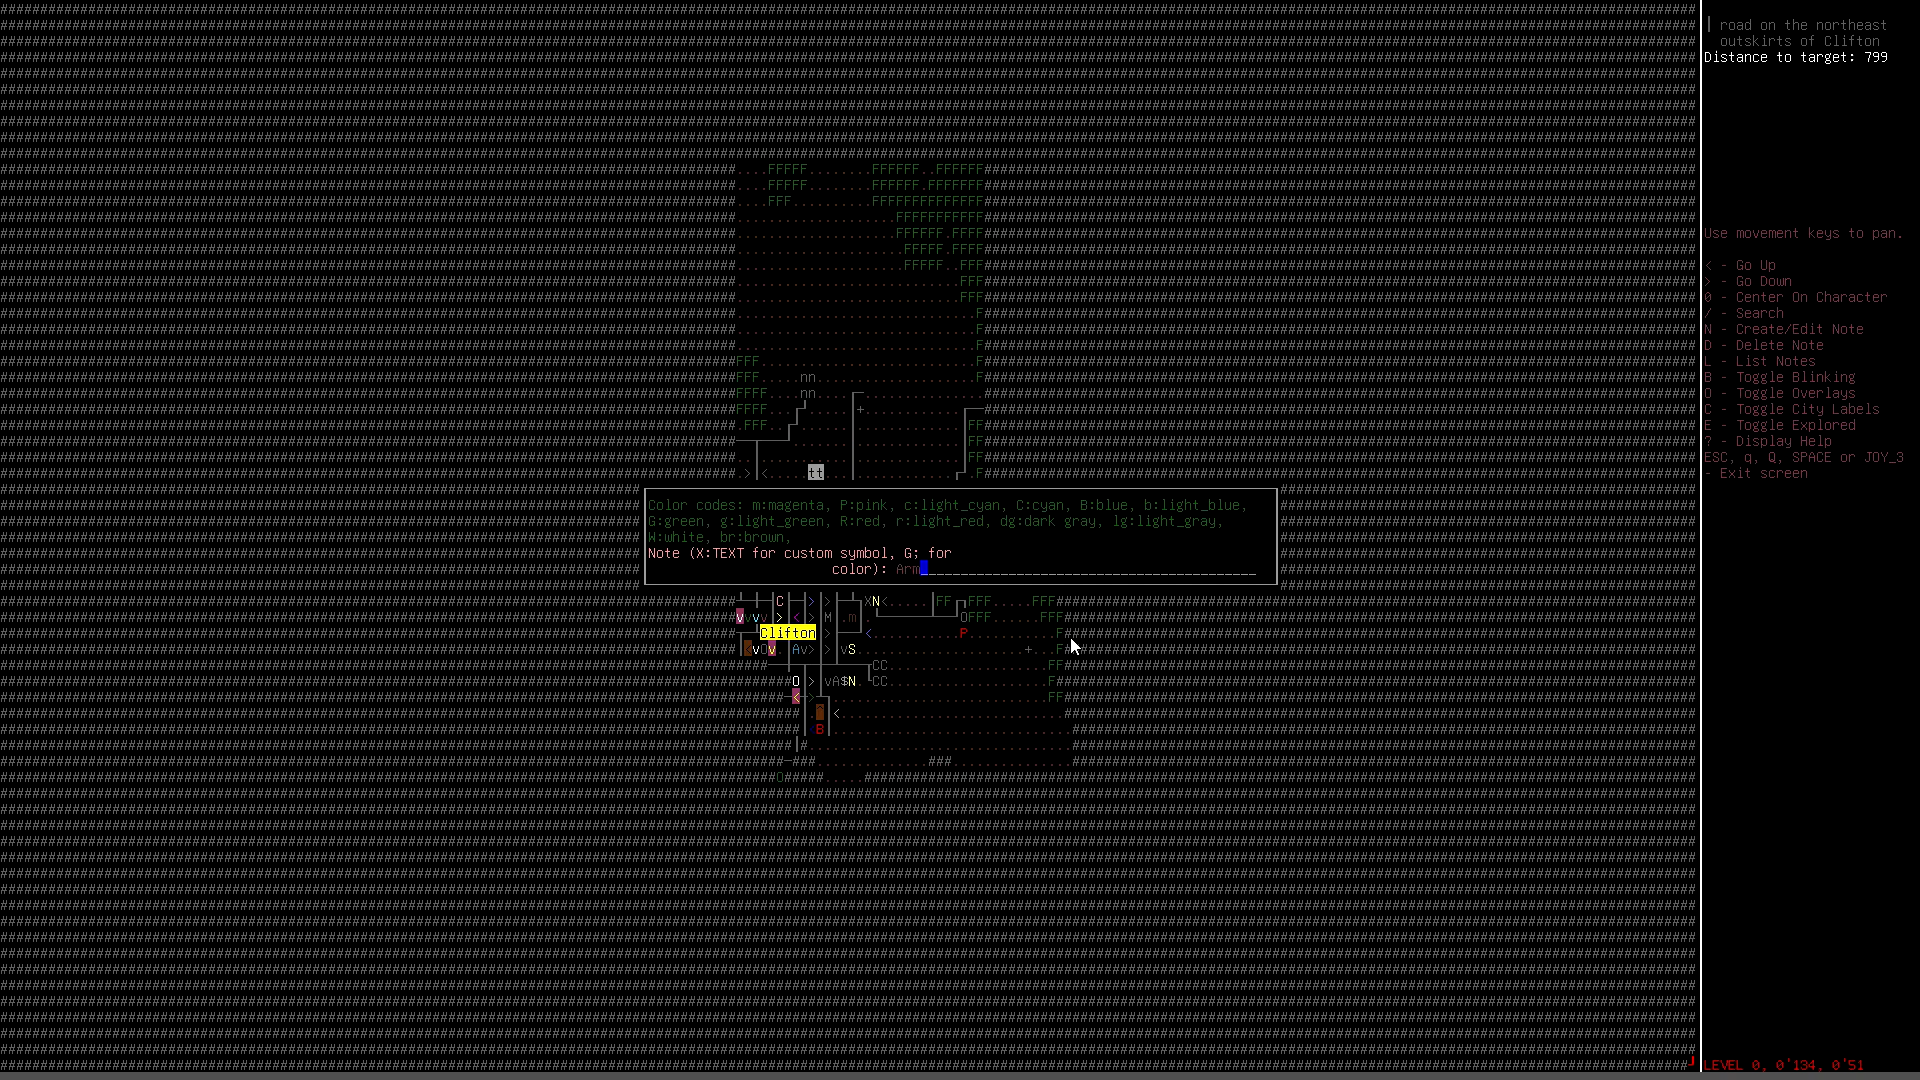 road on the northeast
outskirts of Clifton
Distance to target: 799
Use movement keys to pan.
< - Go Up
> - Go Down
0 - Center On Character
/ - Search
N - Create/Edit Note
D - Delete Note
L - List Notes
B - Toggle Blinking
O - Toggle Overlays
C - Toggle City Labels
E - Toggle Explored
? - Display Help
ESC, q, Q, SPACE or JOY_3
- Exit screen
Color codes: m:magenta, P:pink, c:light_cyan, C:cyan, B:blue, b:light_blue,
G:green, g:light_green, R:red, r:light_red, dg:dark gray, lg:light_gray,
W:white, br:brown,
Note (X:TEXT for custom symbol, G; for
color): Arm
Clifton
LEVEL 0, 0'134, 0'51